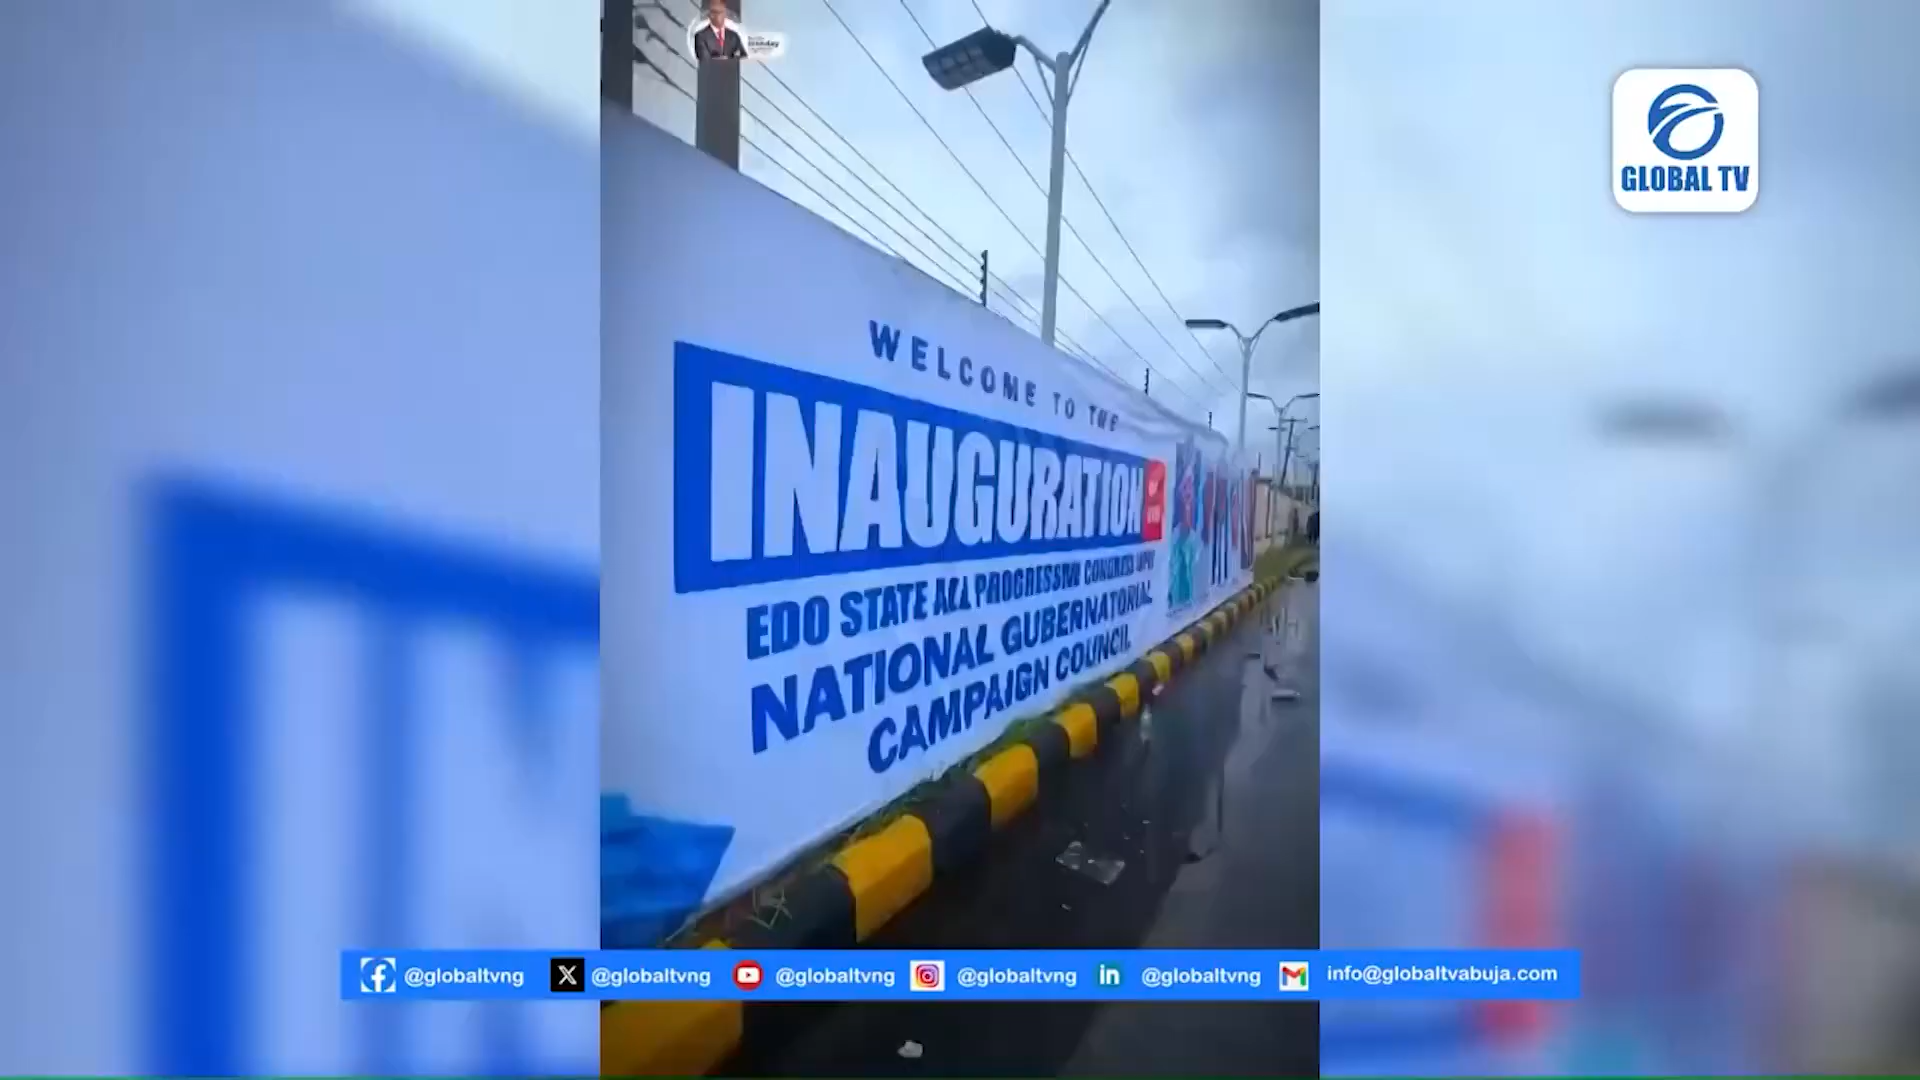 GLOBAL TV
WELCOME TO THE
INAUGURATION
EDO STATE ALL PROGRESSIVE CONGRESS
NATIONAL GUBERNATORIAL
CAMPAIGN COUNCIL
@globaltvng @globaltvng @globaltvng @globaltvng @globaltvng info@globaltvabuja.com